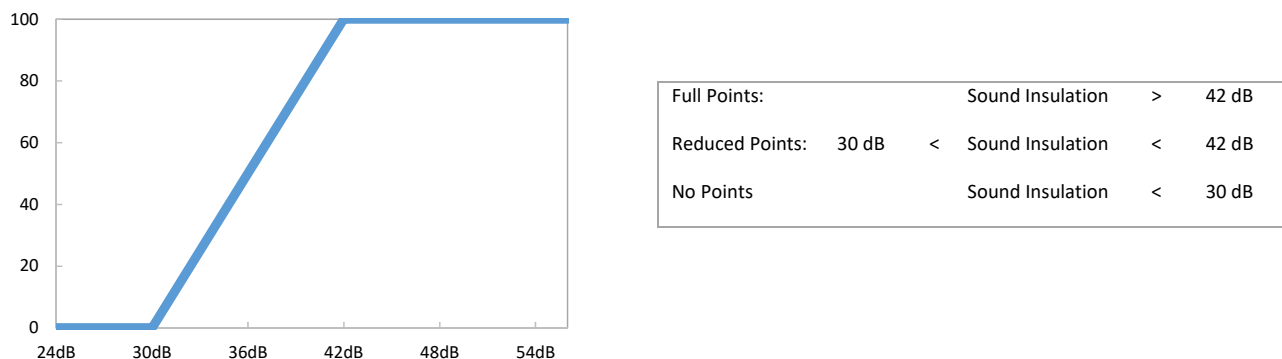 100
80
60
40
20
0
24dB 30dB 36dB 42dB 48dB 54dB
Full Points: Sound Insulation > 42 dB
Reduced Points: 30 dB < Sound Insulation < 42 dB
No Points Sound Insulation < 30 dB